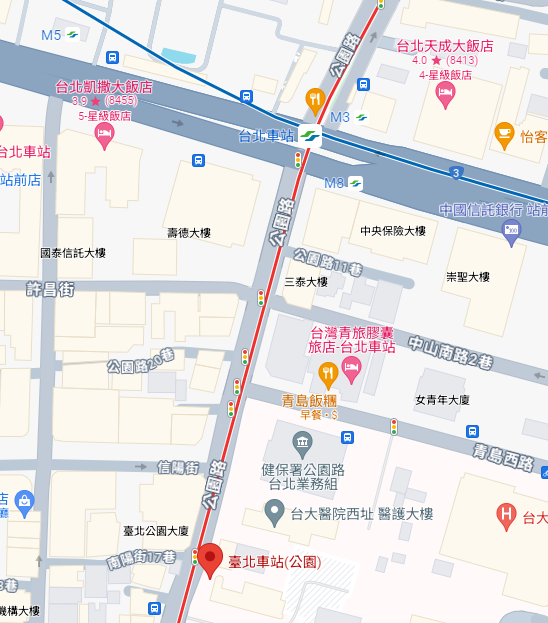 公園路
M5
台北天成大飯店
4.0 ★ (8413)
4-星級飯店
台北凱撒大飯店
3.9 ★ (8455)
5-星級飯店
M3
台北車站
怡客
台北車站
站前店
3
M8
中國信託銀行 站前
公園路
壽德大樓
中央保險大樓
國泰信託大樓
公園路11巷
崇聖大樓
三泰大樓
許昌街
台灣青旅膠囊
旅店-台北車站
中山南路2巷
公園路20巷
青島飯糰
早餐・$
女青年大廈
青島西路
健保署公園路
台北業務組
信陽街
公園路
店
台大醫院西址 醫護大樓
台大
臺北公園大廈
南陽街17巷
臺北車站(公園)
3巷
機構大樓